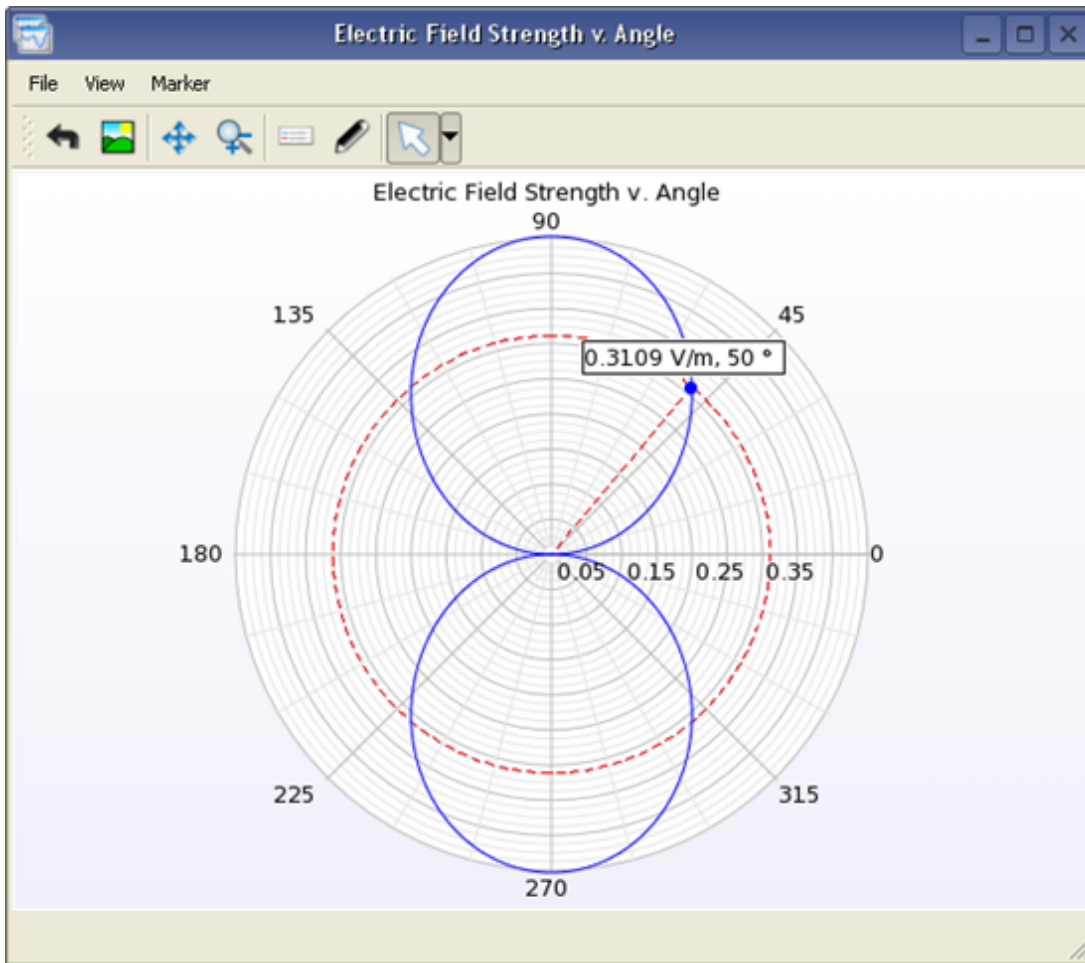 Electric Field Strength v. Angle
File View Marker
Electric Field Strength v. Angle
90
135 45
0.3109 V/m, 50 °
180 0
0.05 0.15 0.25 0.35
225 315
270